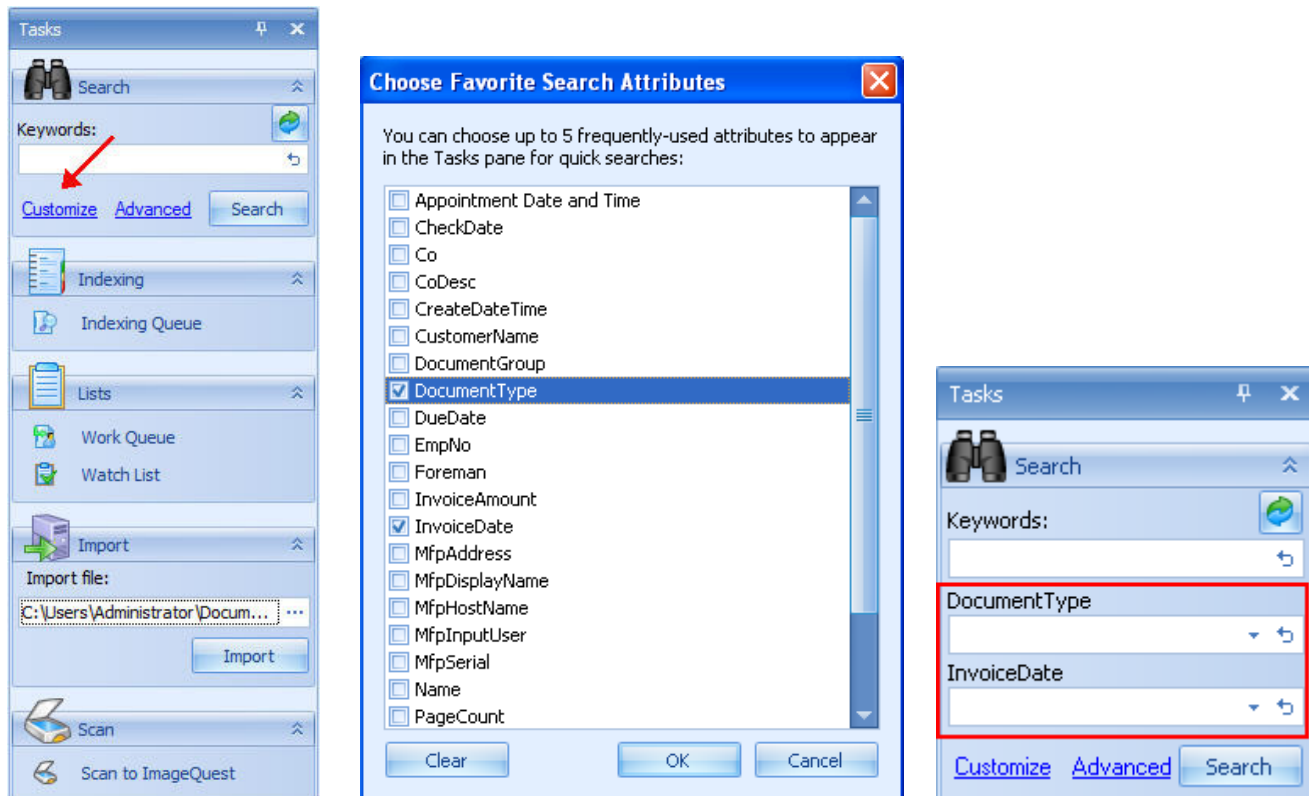 Tasks
Search
Keywords:
Customize Advanced Search
Indexing
Indexing Queue
Lists
Work Queue
Watch List
Import
Import file:
C:\Users\Administrator\Docum... ...
Import
Scan
Scan to ImageQuest
Choose Favorite Search Attributes
You can choose up to 5 frequently-used attributes to appear
in the Tasks pane for quick searches:
Appointment Date and Time
CheckDate
Co
CoDesc
CreateDateTime
CustomerName
DocumentGroup
DocumentType
DueDate
EmpNo
Foreman
InvoiceAmount
InvoiceDate
MfpAddress
MfpDisplayName
MfpHostName
MfpInputUser
MfpSerial
Name
PageCount
Clear OK Cancel
Tasks
Search
Keywords:
DocumentType
InvoiceDate
Customize Advanced Search